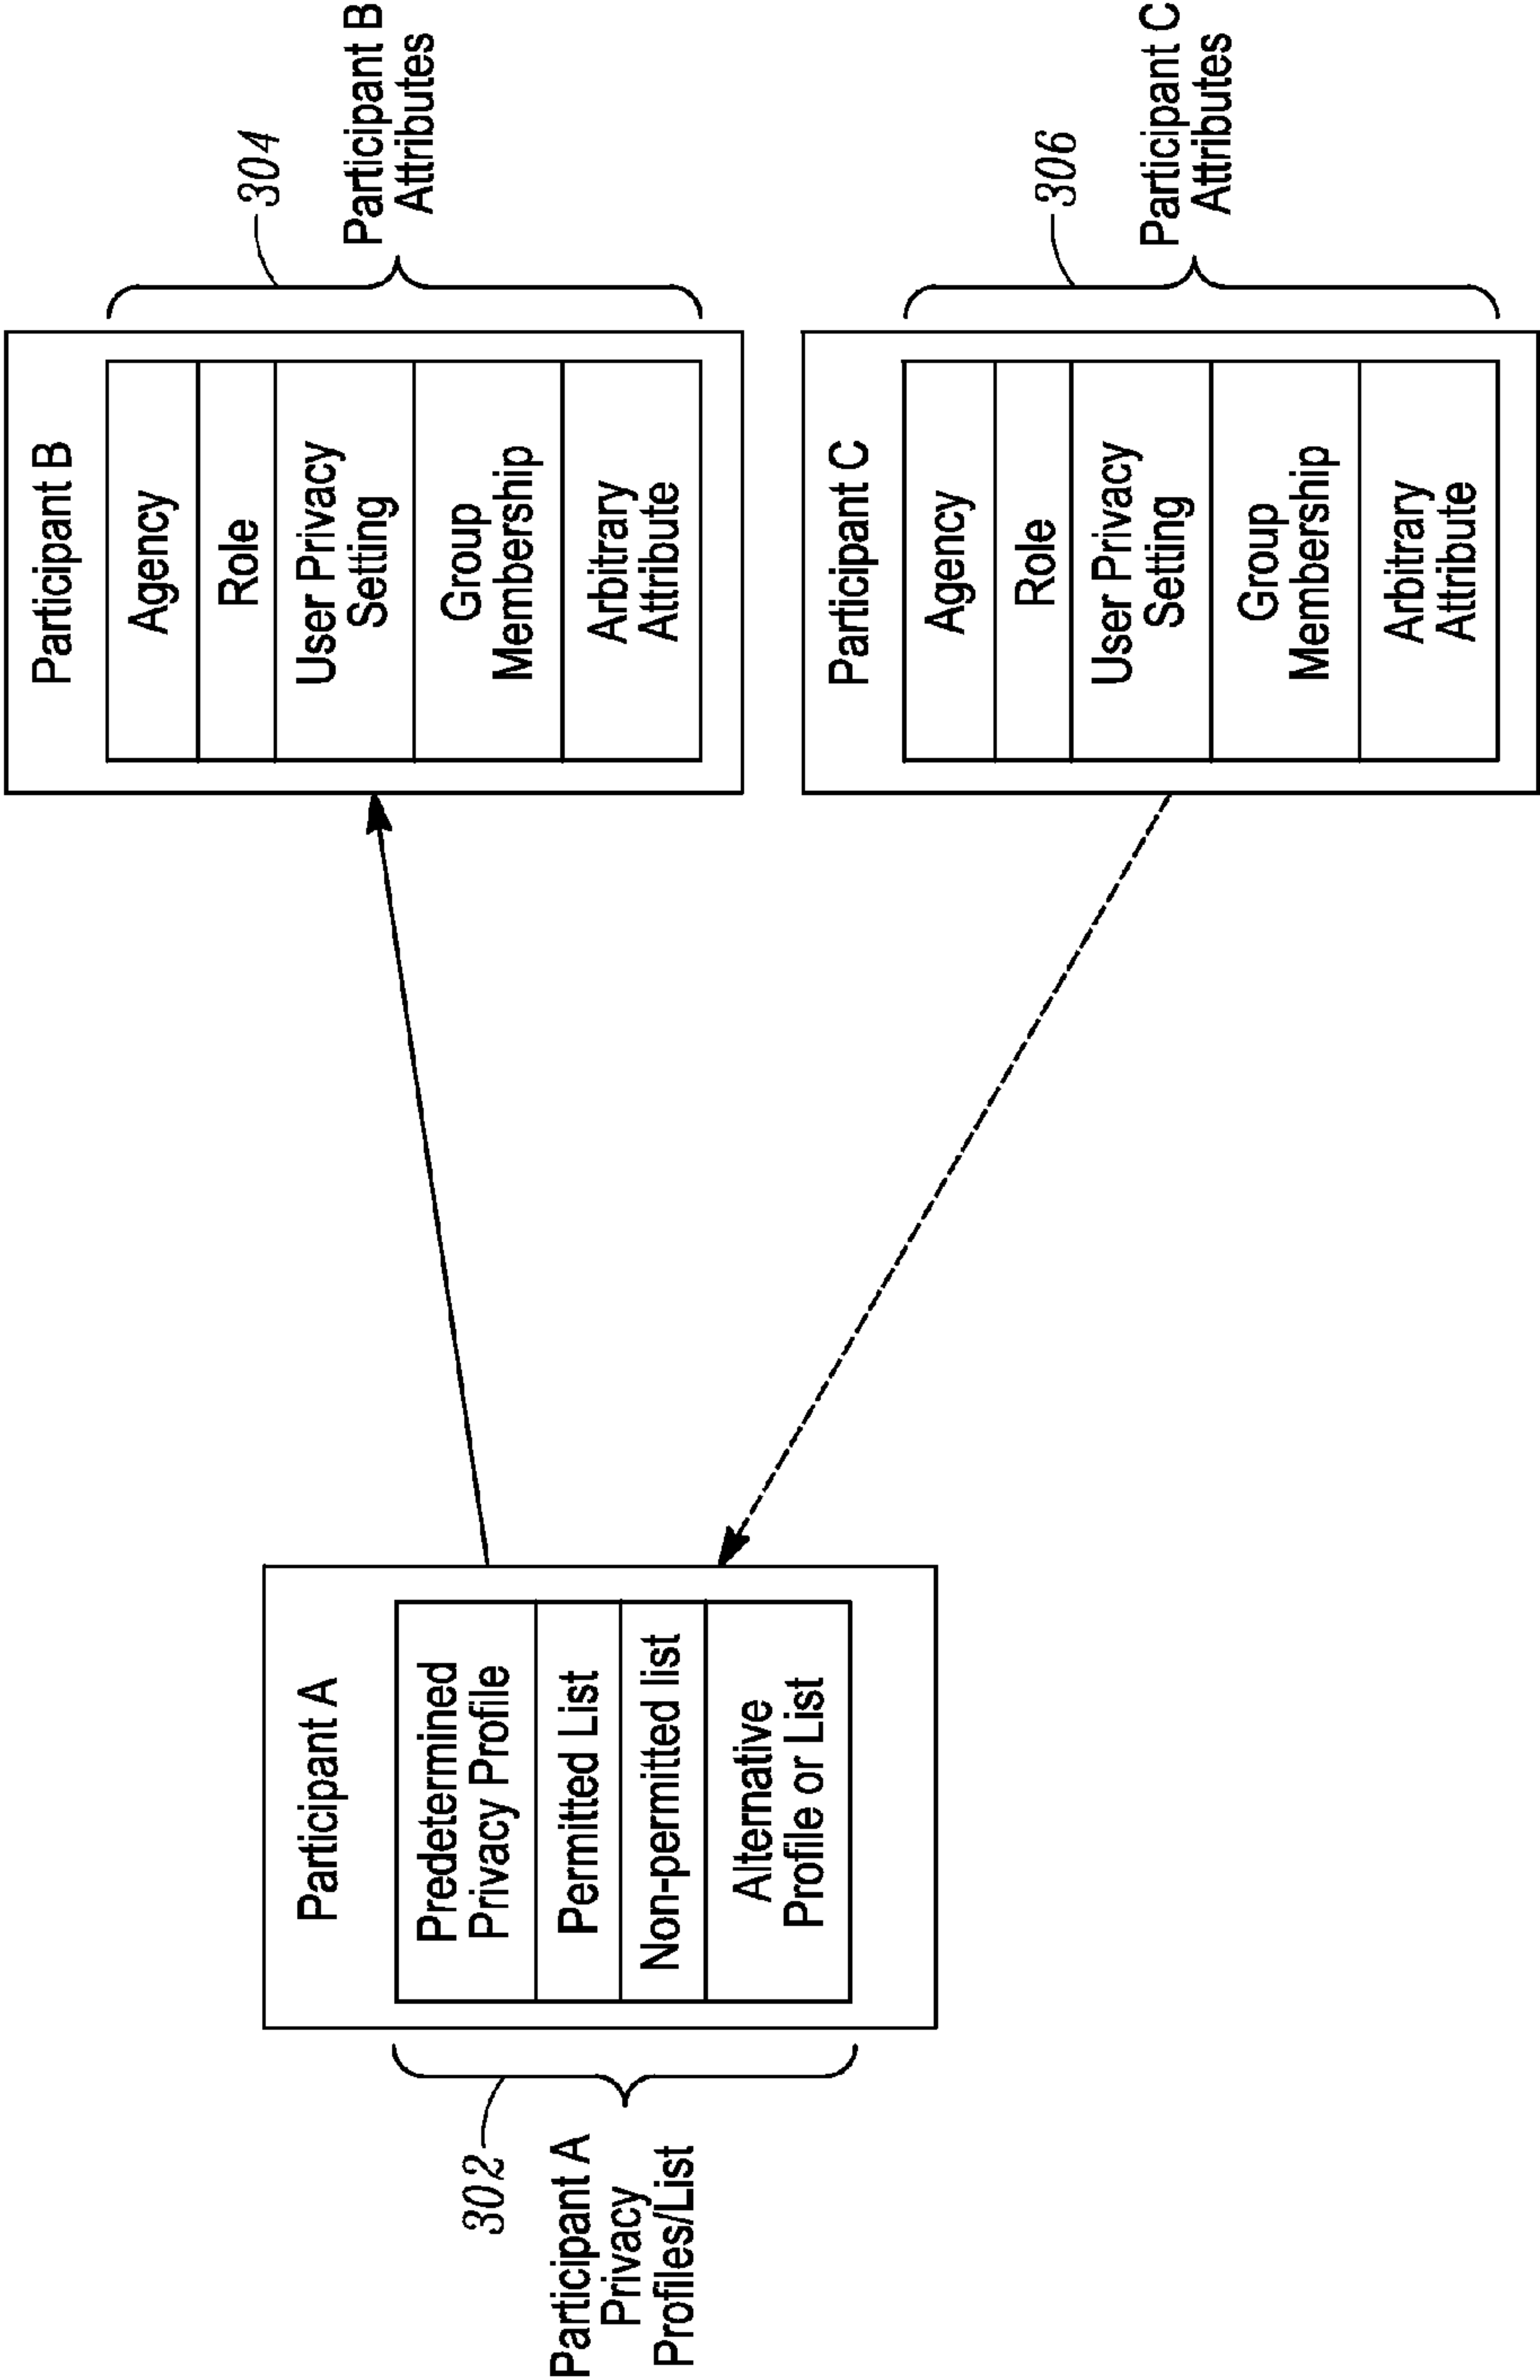 Participant A
Privacy
Profiles/List
302
Participant A
Predetermined
Privacy Profile
Permitted List
Non-permitted list
Alternative
Profile or List
Participant B
Agency
Role
User Privacy
Setting
Group
Membership
Arbitrary
Attribute
304
Participant B
Attributes
Participant C
Agency
Role
User Privacy
Setting
Group
Membership
Arbitrary
Attribute
306
Participant C
Attributes